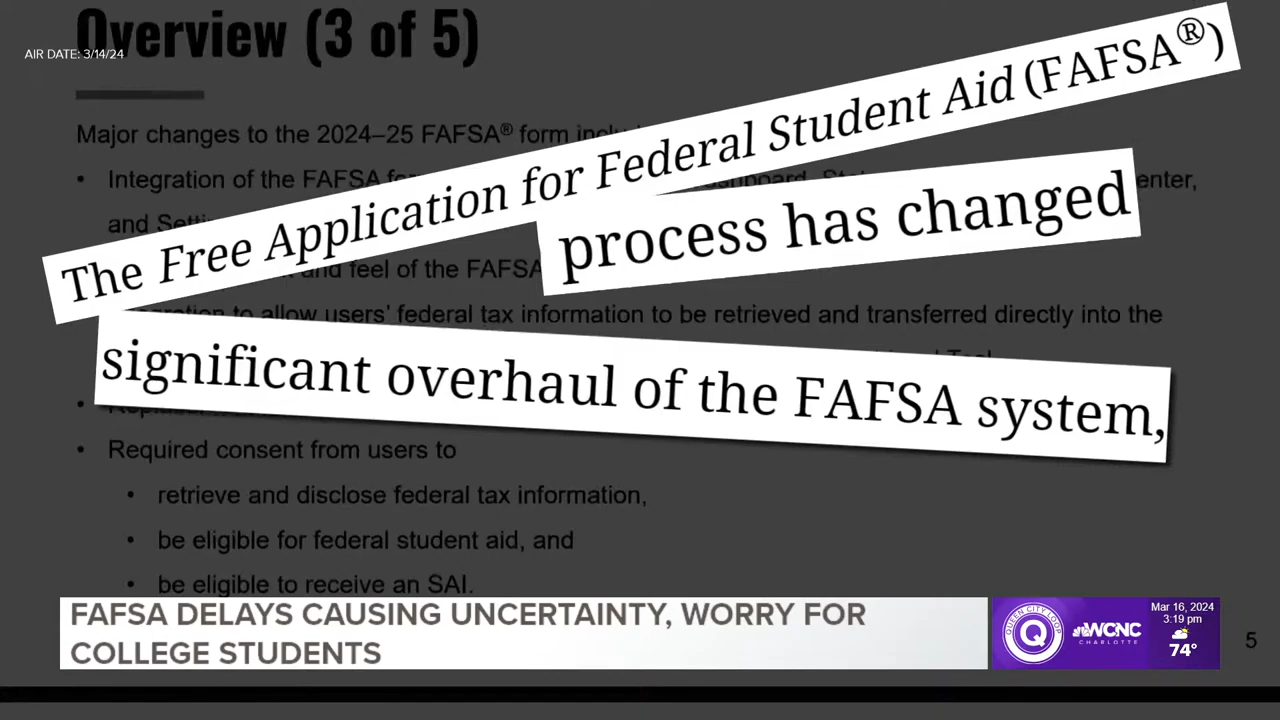 Overview (3 of 5)
AIR DATE: 3/14/24
The Free Application for Federal Student Aid (FAFSA®)
process has changed
significant overhaul of the FAFSA system,
Major changes to the 2024–25 FAFSA® form
• Integration of the FAFSA
enter,
and
and feel of the FAFSA
to allow users' federal tax information to be retrieved and transferred directly into the
• Required consent from users to
• retrieve and disclose federal tax information,
• be eligible for federal student aid, and
• be eligible to receive an SAI.
FAFSA DELAYS CAUSING UNCERTAINTY, WORRY FOR
COLLEGE STUDENTS
QUEEN CITY LOOP
Q
WCNC
CHARLOTTE
Mar 16, 2024
3:19 pm
74°
5